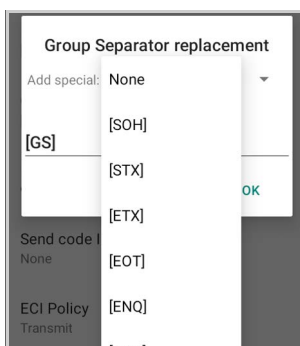 Group Separator replacement
Add special: None
[SOH]
[GS]
[STX]
OK
[ETX]
Send code
None
[EOT]
ECI Policy
[ENQ]
Transmit